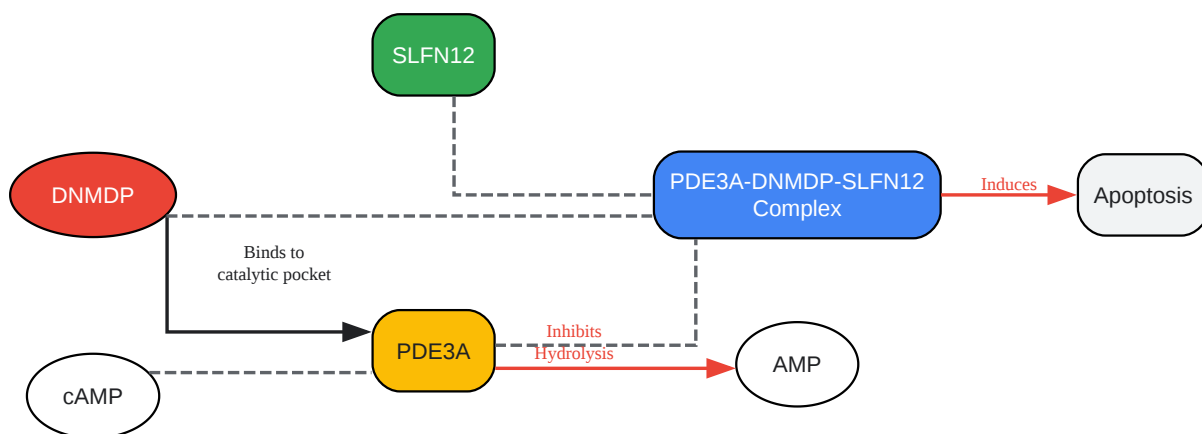 SLFN12
DNMDP
PDE3A-DNMDP-SLFN12
Complex
Induces
Apoptosis
Binds to
catalytic pocket
PDE3A
Inhibits
Hydrolysis
AMP
cAMP